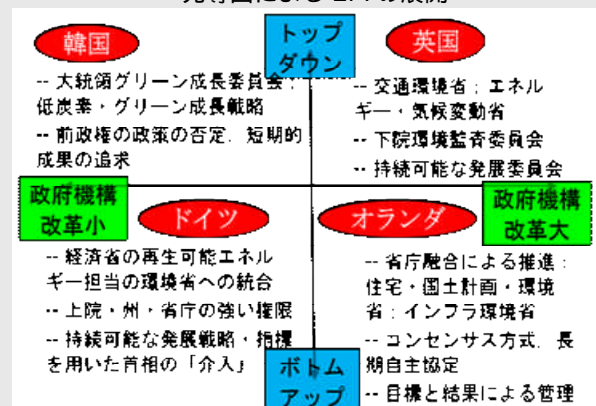 韓国
トップ
ダウン
英国
-- 大統領グリーン成長委員会：
低炭素・グリーン成長戦略
-- 前政権の政策の否定，短期的
成果の追求
-- 交通環境省；エネル
ギー・気候変動省
-- 下院環境監査委員会
-- 持続可能な発展委員会
政府機構
改革小
ドイツ
オランダ
政府機構
改革大
-- 経済省の再生可能エネル
ギー担当の環境省への統合
-- 上院・州・省庁の強い権限
-- 持続可能な発展戦略・指標
を用いた首相の「介入」
-- 省庁融合による推進：
住宅・国土計画・環境
省；インフラ環境省
-- コンセンサス方式，長
期自主協定
-- 目標と結果による管理
ボトム
アップ